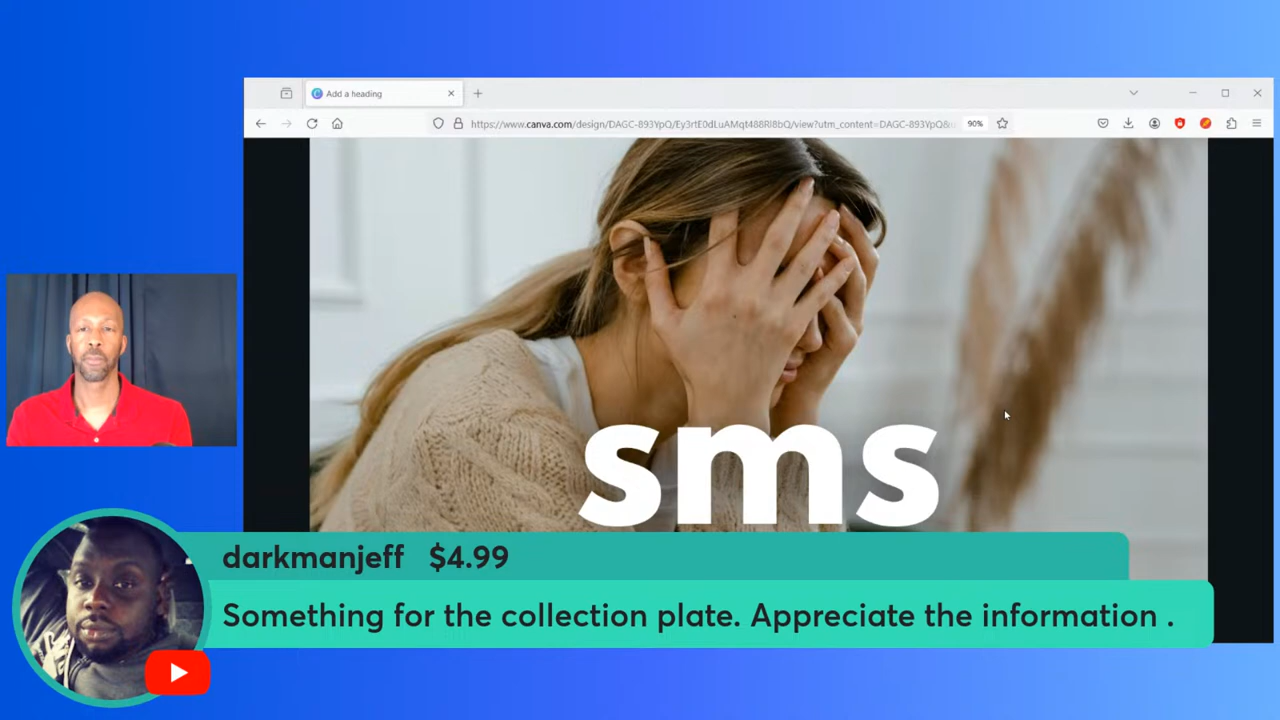 Add a heading
https://www.canva.com/design/DAGC-893YpQ/Ey3rtE0dLuAMqt488RI8bQ/view?utm_content=DAGC-893YpQ&
90%
sms
darkmanjeff $4.99
Something for the collection plate. Appreciate the information .